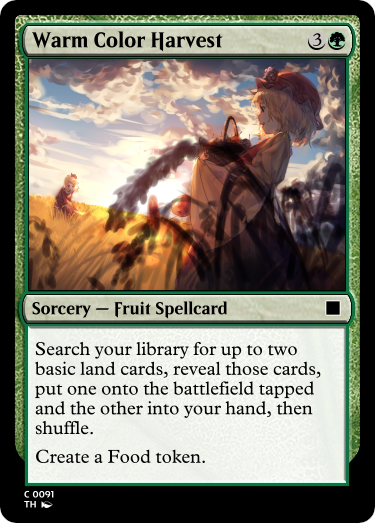 Warm Color Harvest 3
Sorcery — Fruit Spellcard
Search your library for up to two
basic land cards, reveal those cards,
put one onto the battlefield tapped
and the other into your hand, then
shuffle.
Create a Food token.
C 0091
TH